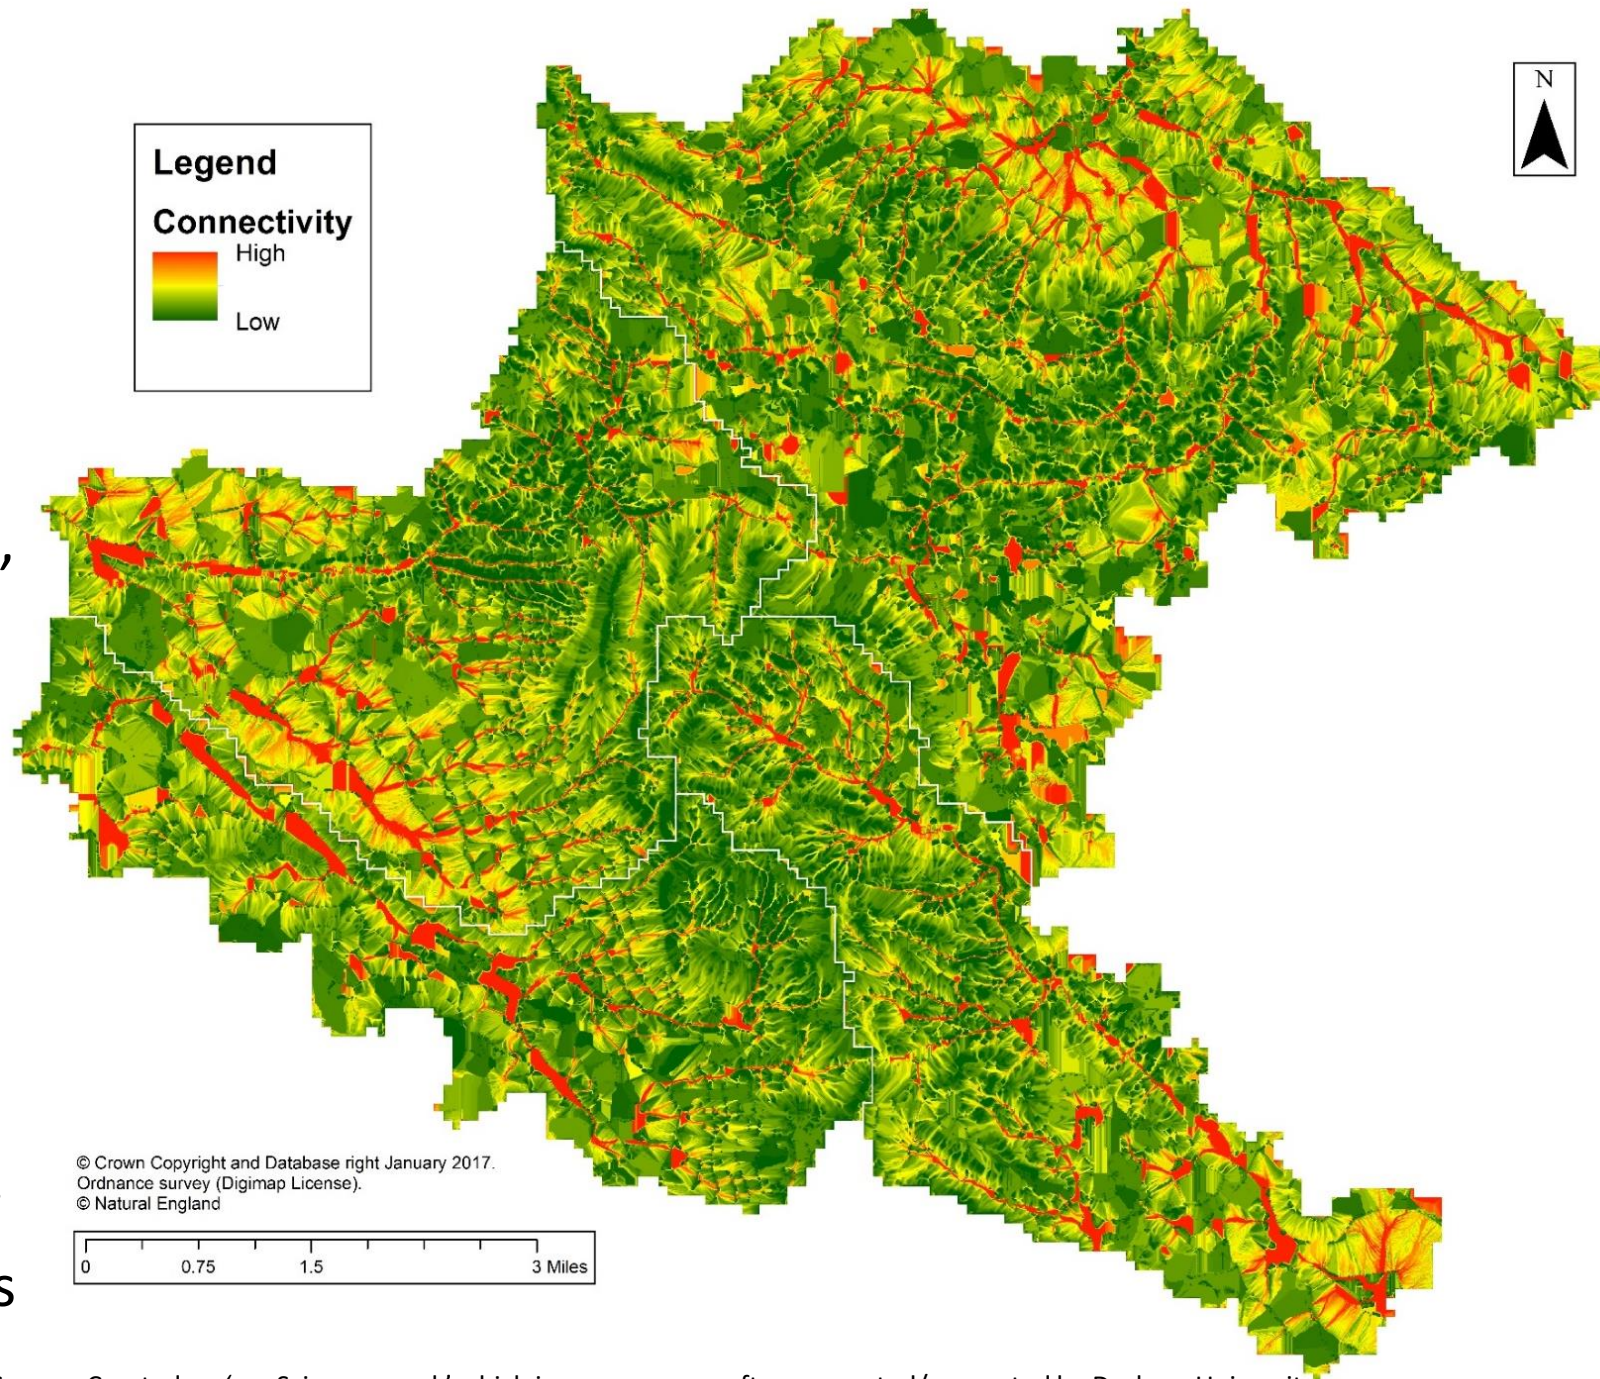 N
Legend
Connectivity
High
Low
,
© Crown Copyright and Database right January 2017.
Ordnance survey (Digimap License).
© Natural England
0 0.75 1.5 3 Miles
s